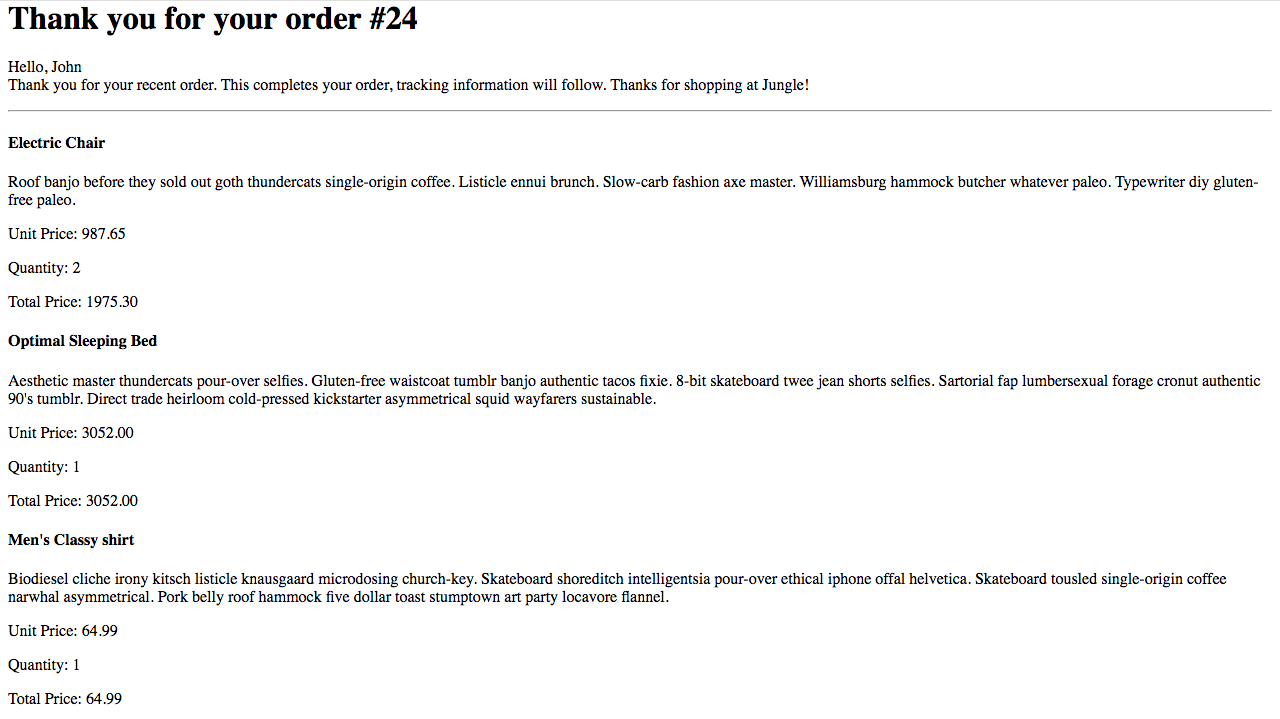 Thank you for your order #24
Hello, John
Thank you for your recent order. This completes your order, tracking information will follow. Thanks for shopping at Jungle!
Electric Chair
Roof banjo before they sold out goth thundercats single-origin coffee. Listicle ennui brunch. Slow-carb fashion axe master. Williamsburg hammock butcher whatever paleo. Typewriter diy gluten-
free paleo.
Unit Price: 987.65
Quantity: 2
Total Price: 1975.30
Optimal Sleeping Bed
Aesthetic master thundercats pour-over selfies. Gluten-free waistcoat tumblr banjo authentic tacos fixie. 8-bit skateboard twee jean shorts selfies. Sartorial fap lumbersexual forage cronut authentic
90's tumblr. Direct trade heirloom cold-pressed kickstarter asymmetrical squid wayfarers sustainable.
Unit Price: 3052.00
Quantity: 1
Total Price: 3052.00
Men's Classy shirt
Biodiesel cliche irony kitsch listicle knausgaard microdosing church-key. Skateboard shoreditch intelligentsia pour-over ethical iphone offal helvetica. Skateboard tousled single-origin coffee
narwhal asymmetrical. Pork belly roof hammock five dollar toast stumptown art party locavore flannel.
Unit Price: 64.99
Quantity: 1
Total Price: 64.99